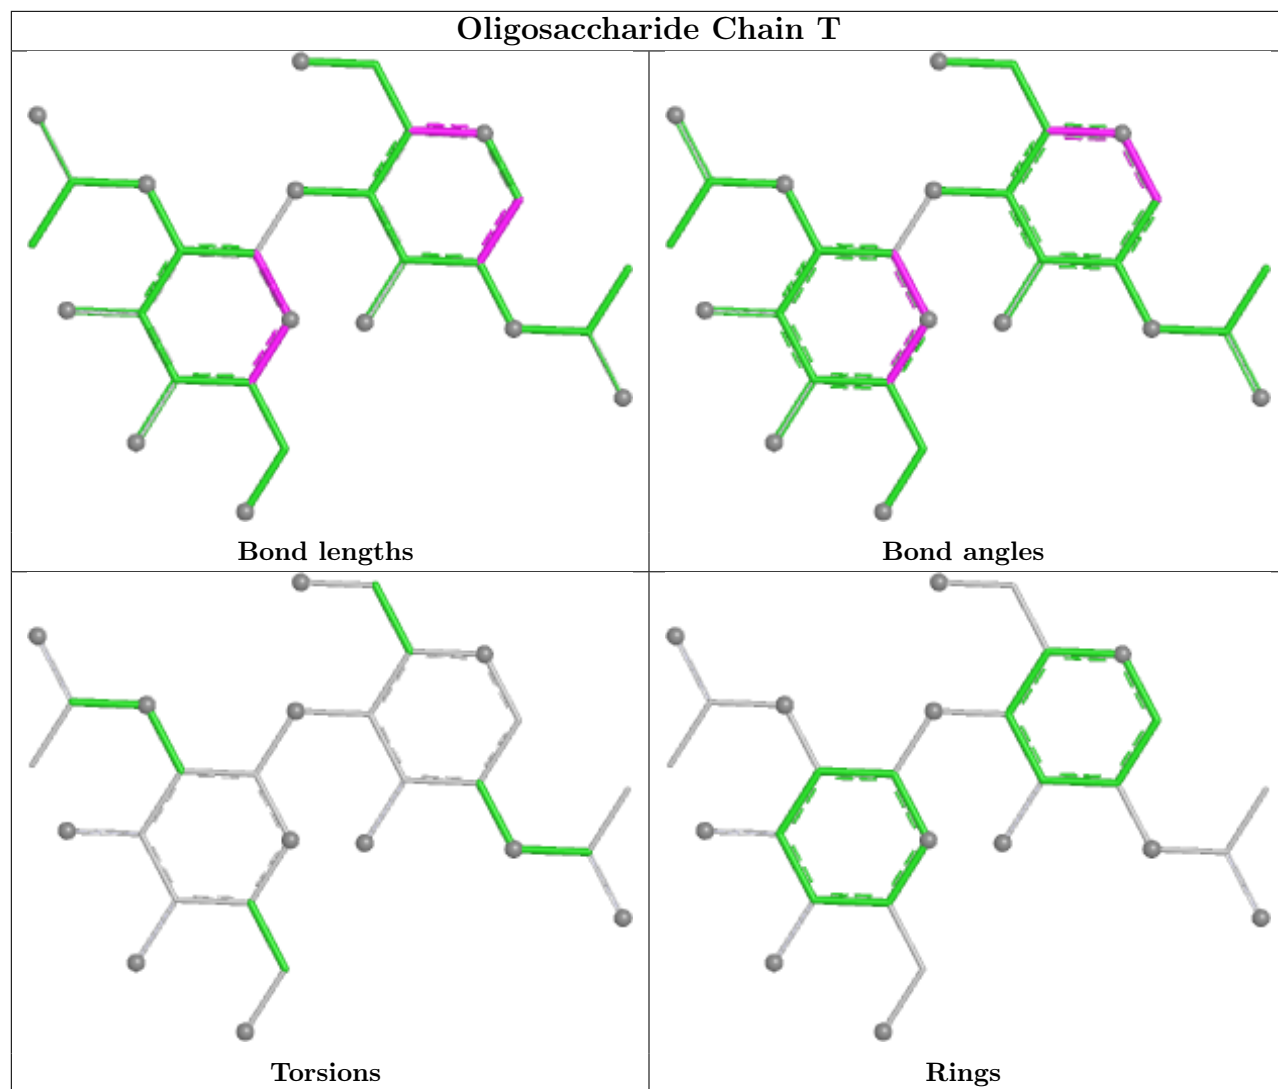 Oligosaccharide Chain T
Bond lengths
Bond angles
Torsions
Rings